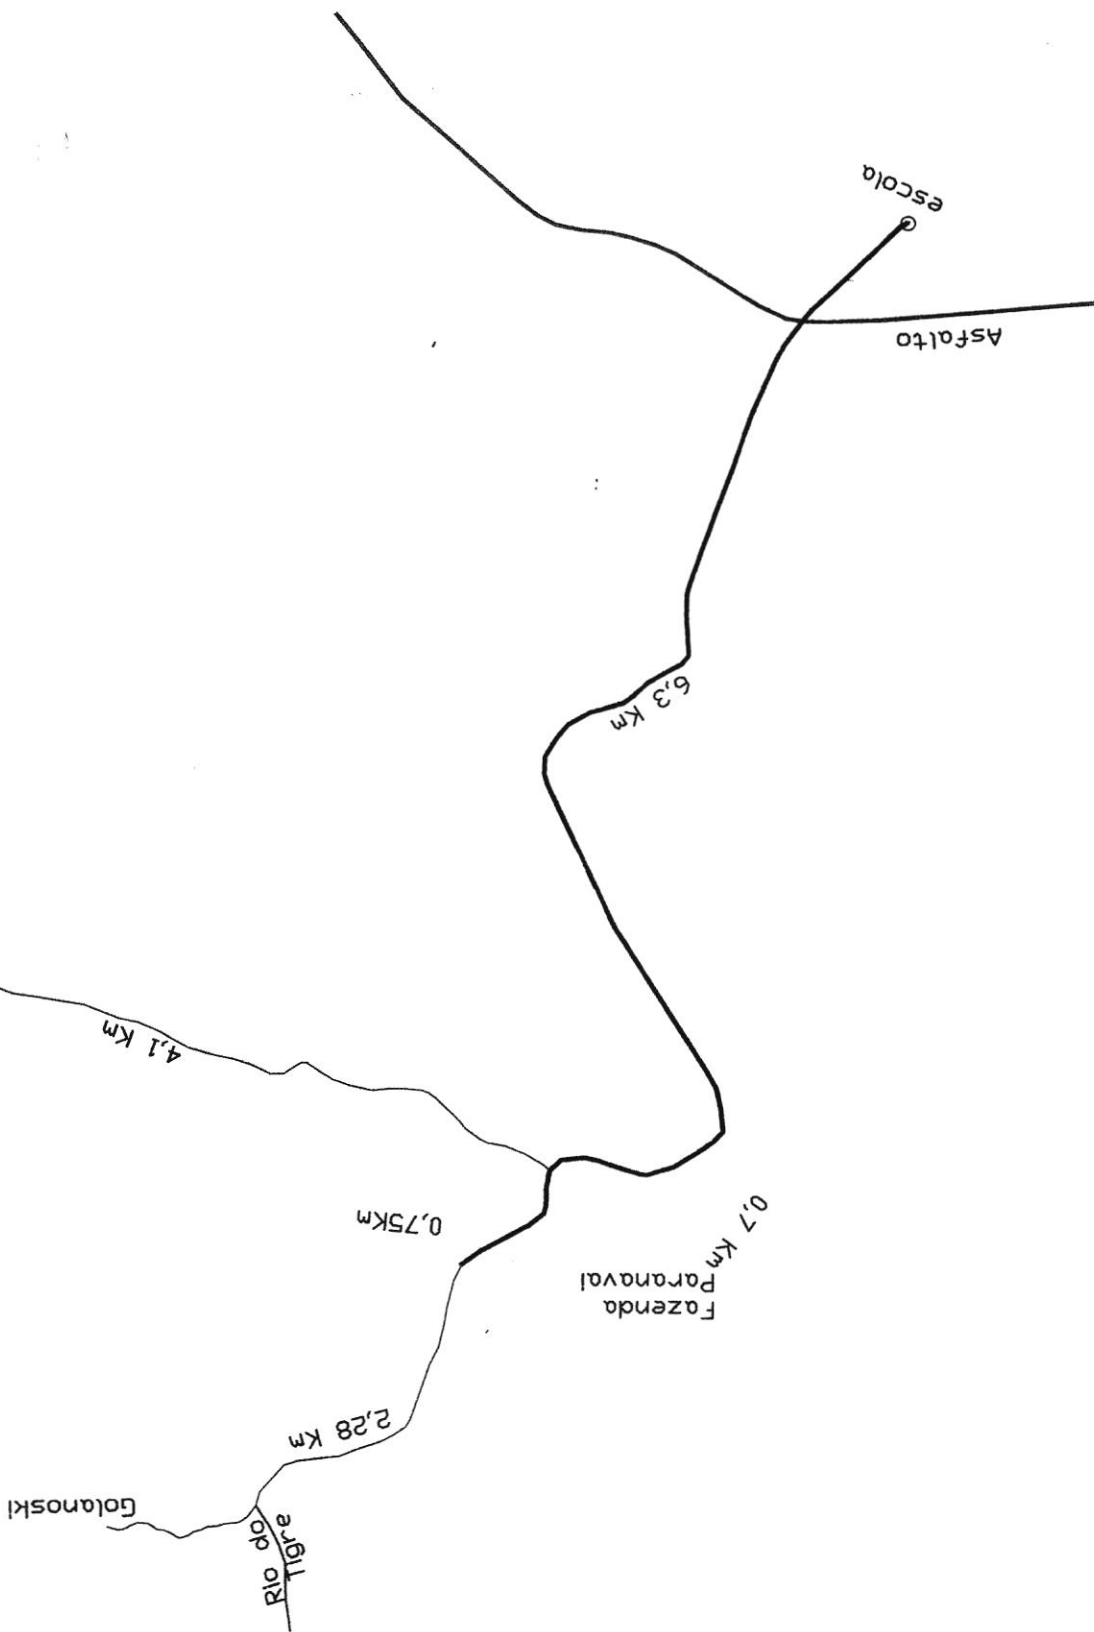 Rio do
Tigre
Golanoski
2,28 Km
Fazenda
Paranavai
0,7 Km
0,75Km
4,1 Km
6,3 Km
Asfalto
escola